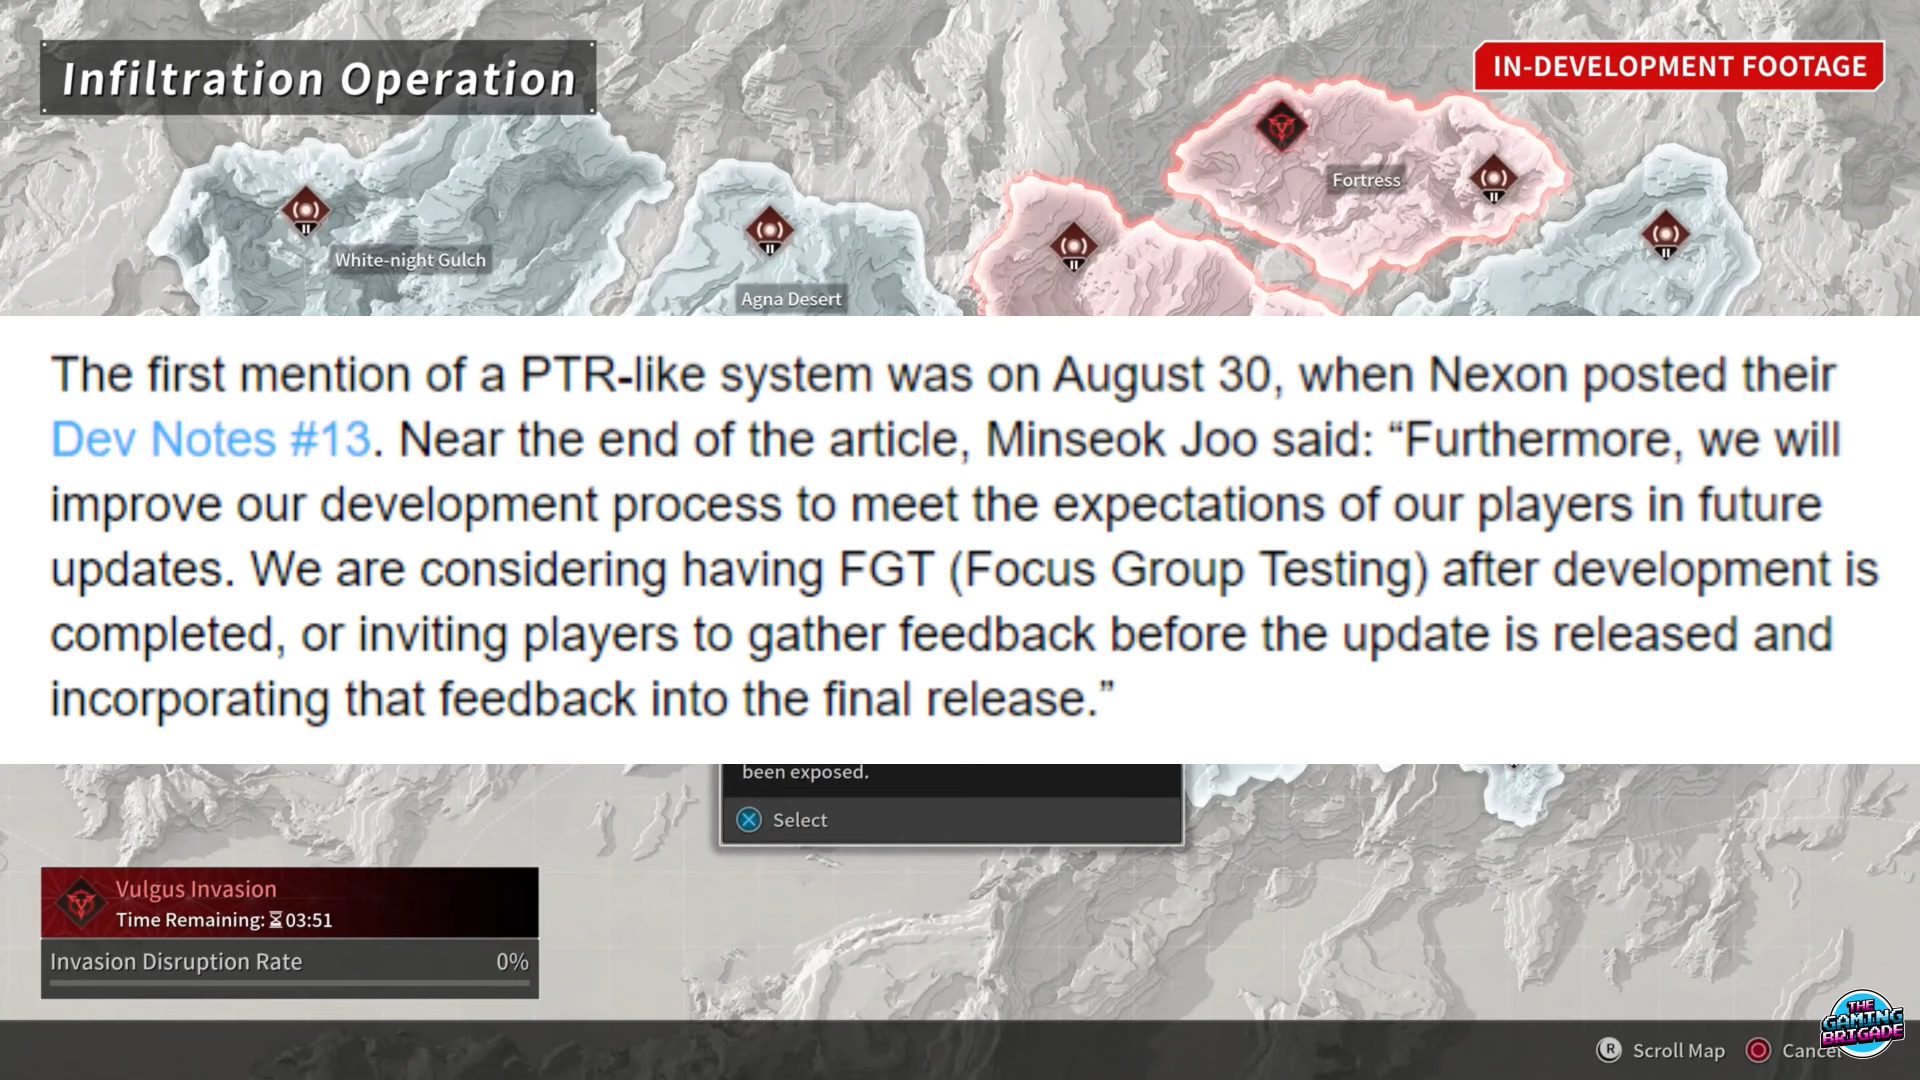 Infiltration Operation
IN-DEVELOPMENT FOOTAGE
Fortress
White-night Gulch
Agna Desert
The first mention of a PTR-like system was on August 30, when Nexon posted their
Dev Notes #13. Near the end of the article, Minseok Joo said: “Furthermore, we will
improve our development process to meet the expectations of our players in future
updates. We are considering having FGT (Focus Group Testing) after development is
completed, or inviting players to gather feedback before the update is released and
incorporating that feedback into the final release.”
been exposed.
Select
Vulgus Invasion
Time Remaining: 03:51
Invasion Disruption Rate 0%
R Scroll Map Cancel
THE
GAMING
BRIGADE